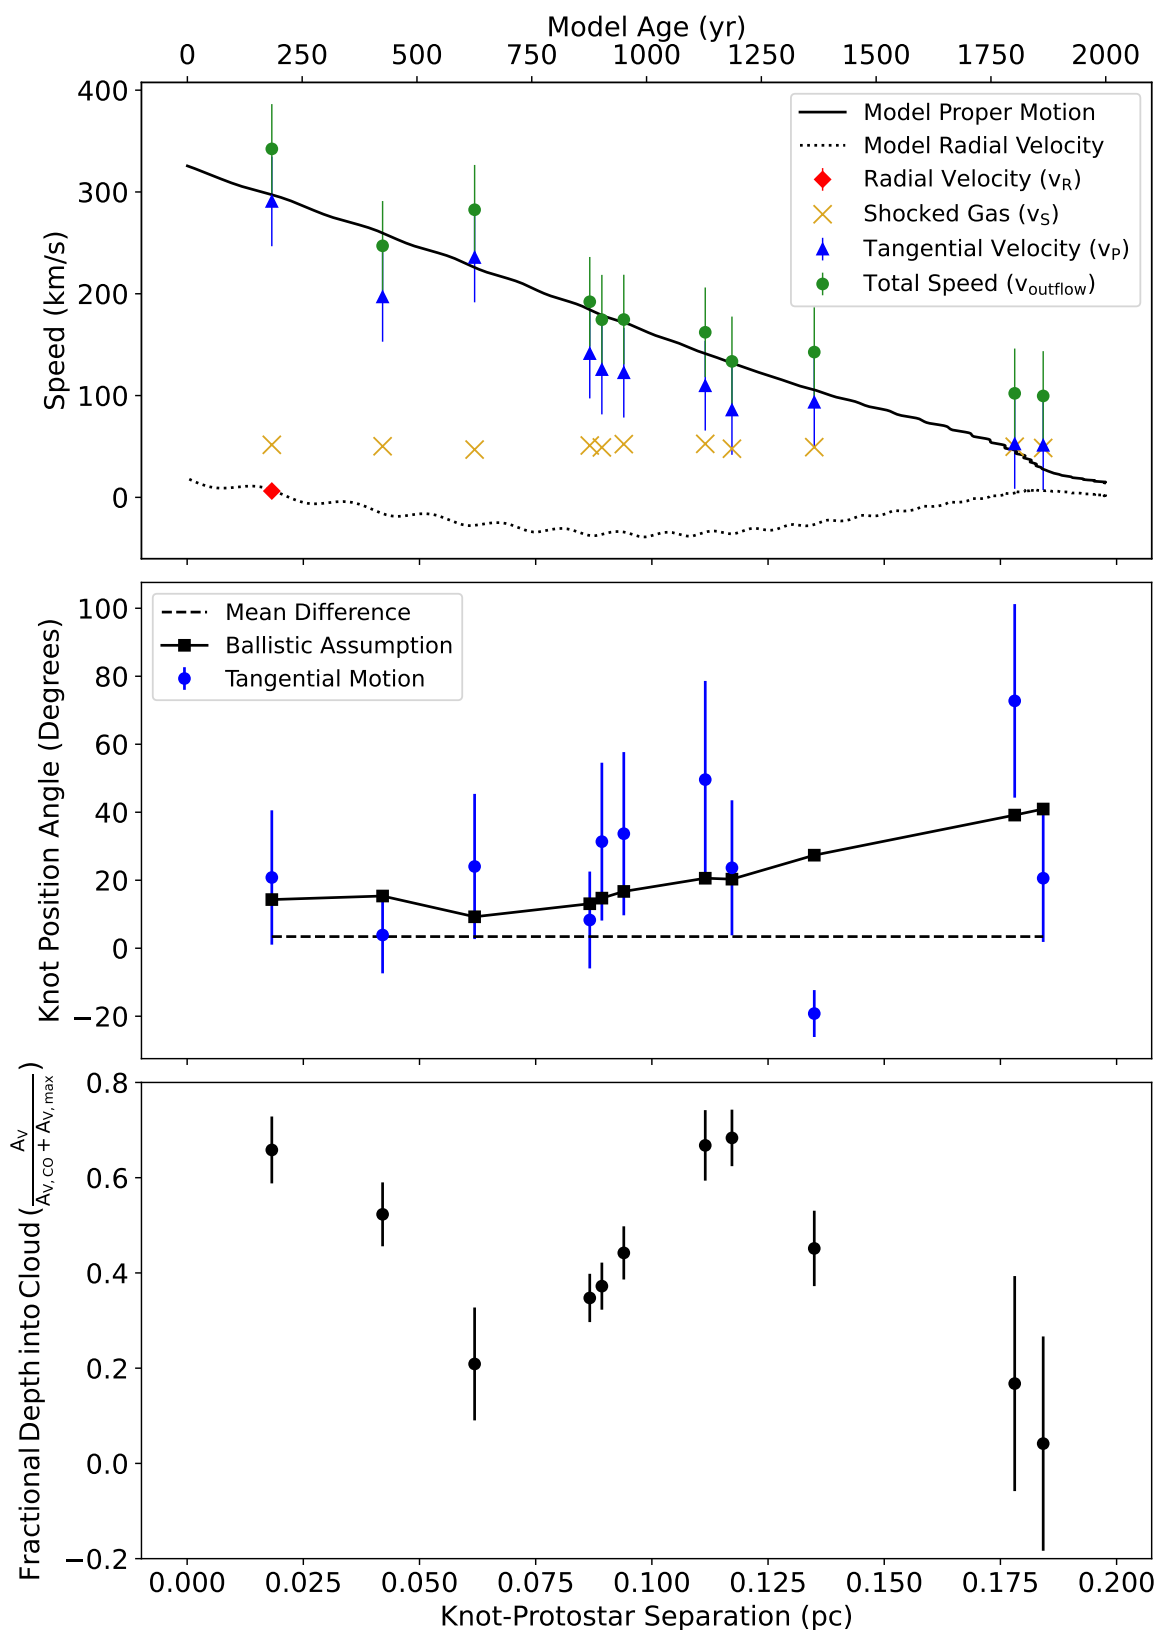 Model Age (yr)
0 250 500 750 1000 1250 1500 1750 2000
400
300
200
100
0
Speed (km/s)
Model Proper Motion
Model Radial Velocity
Radial Velocity (vR)
Shocked Gas (vS)
Tangential Velocity (vP)
Total Speed (voutflow)
100
80
60
40
20
0
−20
Knot Position Angle (Degrees)
Mean Difference
Ballistic Assumption
Tangential Motion
0.8
0.6
0.4
0.2
0.0
−0.2
Fractional Depth into Cloud (AV / AV, CO + AV, max)
0.000 0.025 0.050 0.075 0.100 0.125 0.150 0.175 0.200
Knot-Protostar Separation (pc)